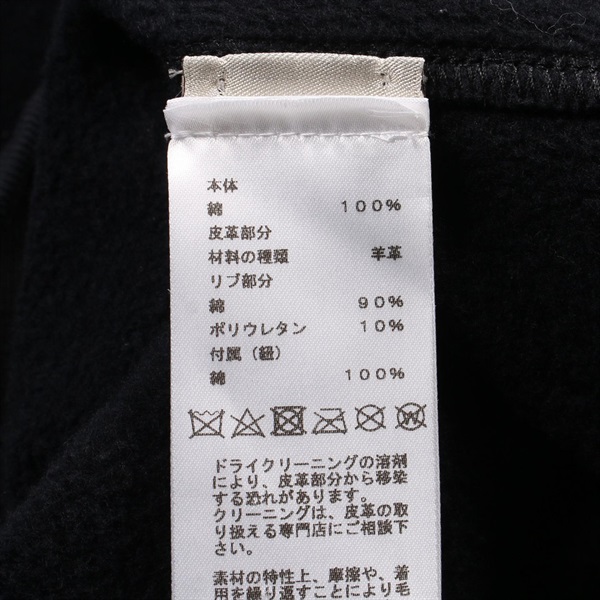 本体
綿 100%
皮革部分
材料の種類 羊革
リブ部分
綿 90%
ポリウレタン 10%
付属(紐)
綿 100%
ドライクリーニングの溶剤
により、皮革部分から移染
する恐れがあります。
クリーニングは、皮革の取
り扱える専門店にご相談下
さい。
素材の特性上、摩擦や、着
用を繰り返すことにより毛